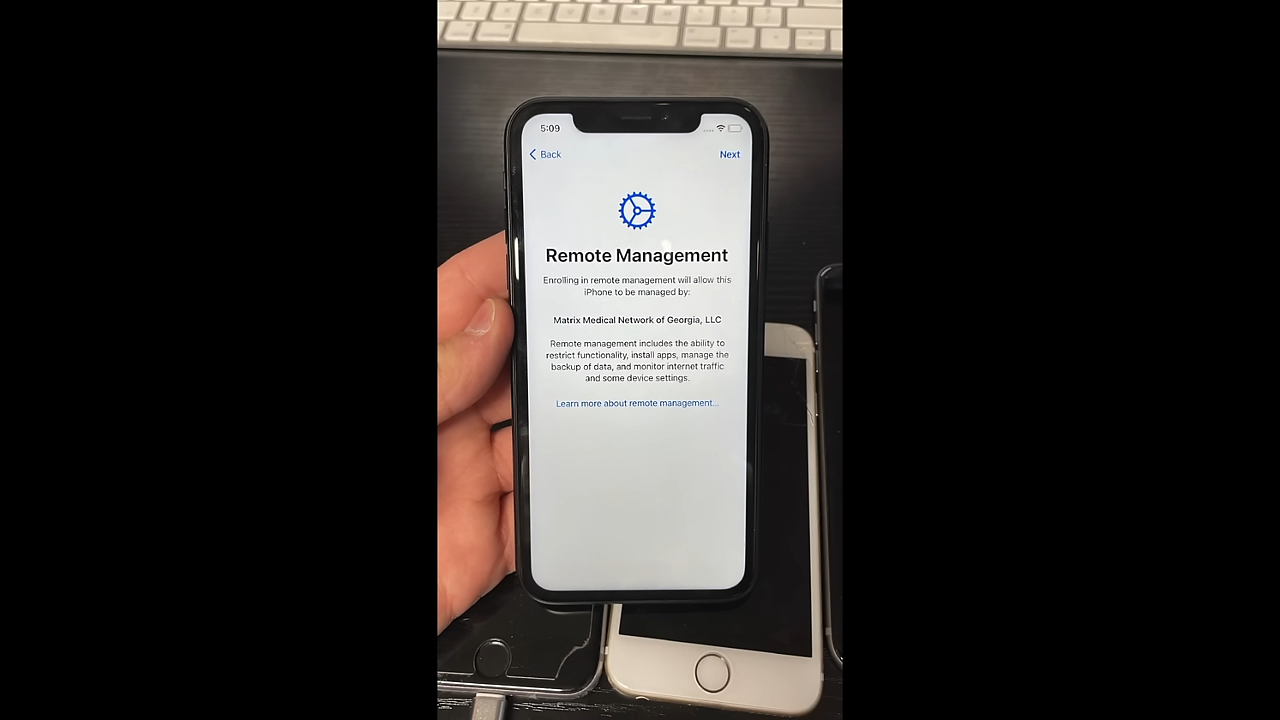 5:09
Back
Next
Remote Management
Enrolling in remote management will allow this
iPhone to be managed by:
Matrix Medical Network of Georgia, LLC
Remote management includes the ability to
restrict functionality, install apps, manage the
backup of data, and monitor internet traffic
and some device settings.
Learn more about remote management...